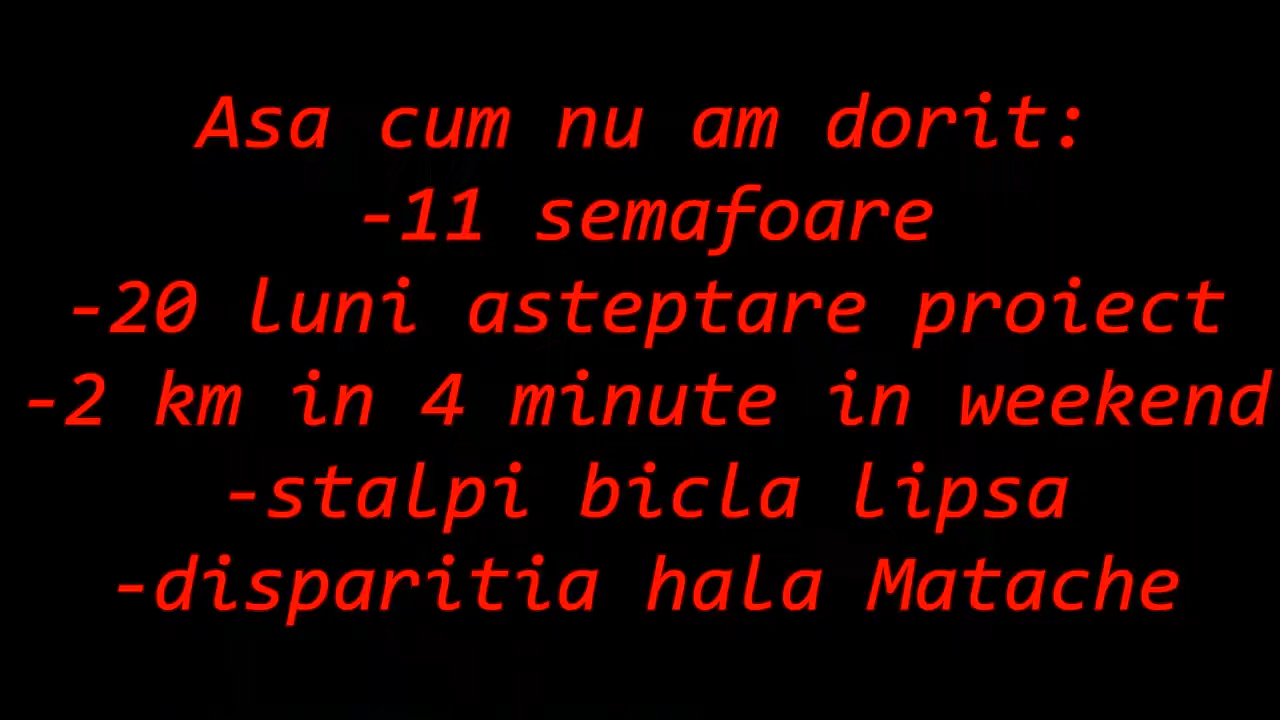 Asa cum nu am dorit:
-11 semafoare
-20 luni asteptare proiect
-2 km in 4 minute in weekend
-stalpi bicla lipsa
-disparitia hala Matache